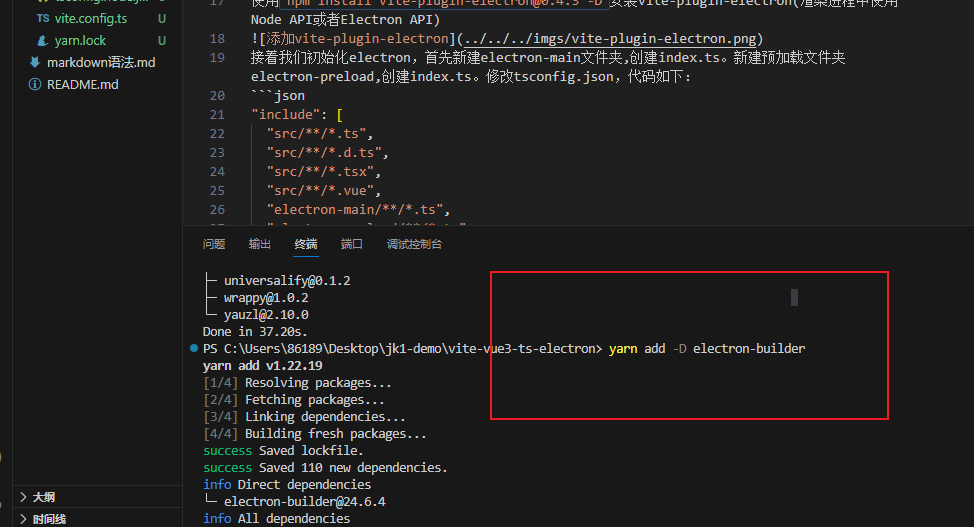 tsconfig.nodej... U
TS vite.config.ts U
yarn.lock U
markdown语法.md
README.md
大纲
时间线
17 使用`npm install vite-plugin-electron@0.4.5 -D`安装vite-plugin-electron(渲染进程中使用
Node API或者Electron API)
18 ![添加vite-plugin-electron](../../../imgs/vite-plugin-electron.png)
19 接着我们初始化electron，首先新建electron-main文件夹,创建index.ts。新建预加载文件夹
electron-preload,创建index.ts。修改tsconfig.json，代码如下：
20 ```json
21 "include": [
22 "src/**/*.ts",
23 "src/**/*.d.ts",
24 "src/**/*.tsx",
25 "src/**/*.vue",
26 "electron-main/**/*.ts",
问题 输出 终端 端口 调试控制台
├─ universalify@0.1.2
├─ wrappy@1.0.2
└─ yauzl@2.10.0
Done in 37.20s.
PS C:\Users\86189\Desktop\jk1-demo\vite-vue3-ts-electron> yarn add -D electron-builder
yarn add v1.22.19
[1/4] Resolving packages...
[2/4] Fetching packages...
[3/4] Linking dependencies...
[4/4] Building fresh packages...
success Saved lockfile.
success Saved 110 new dependencies.
info Direct dependencies
└─ electron-builder@24.6.4
info All dependencies